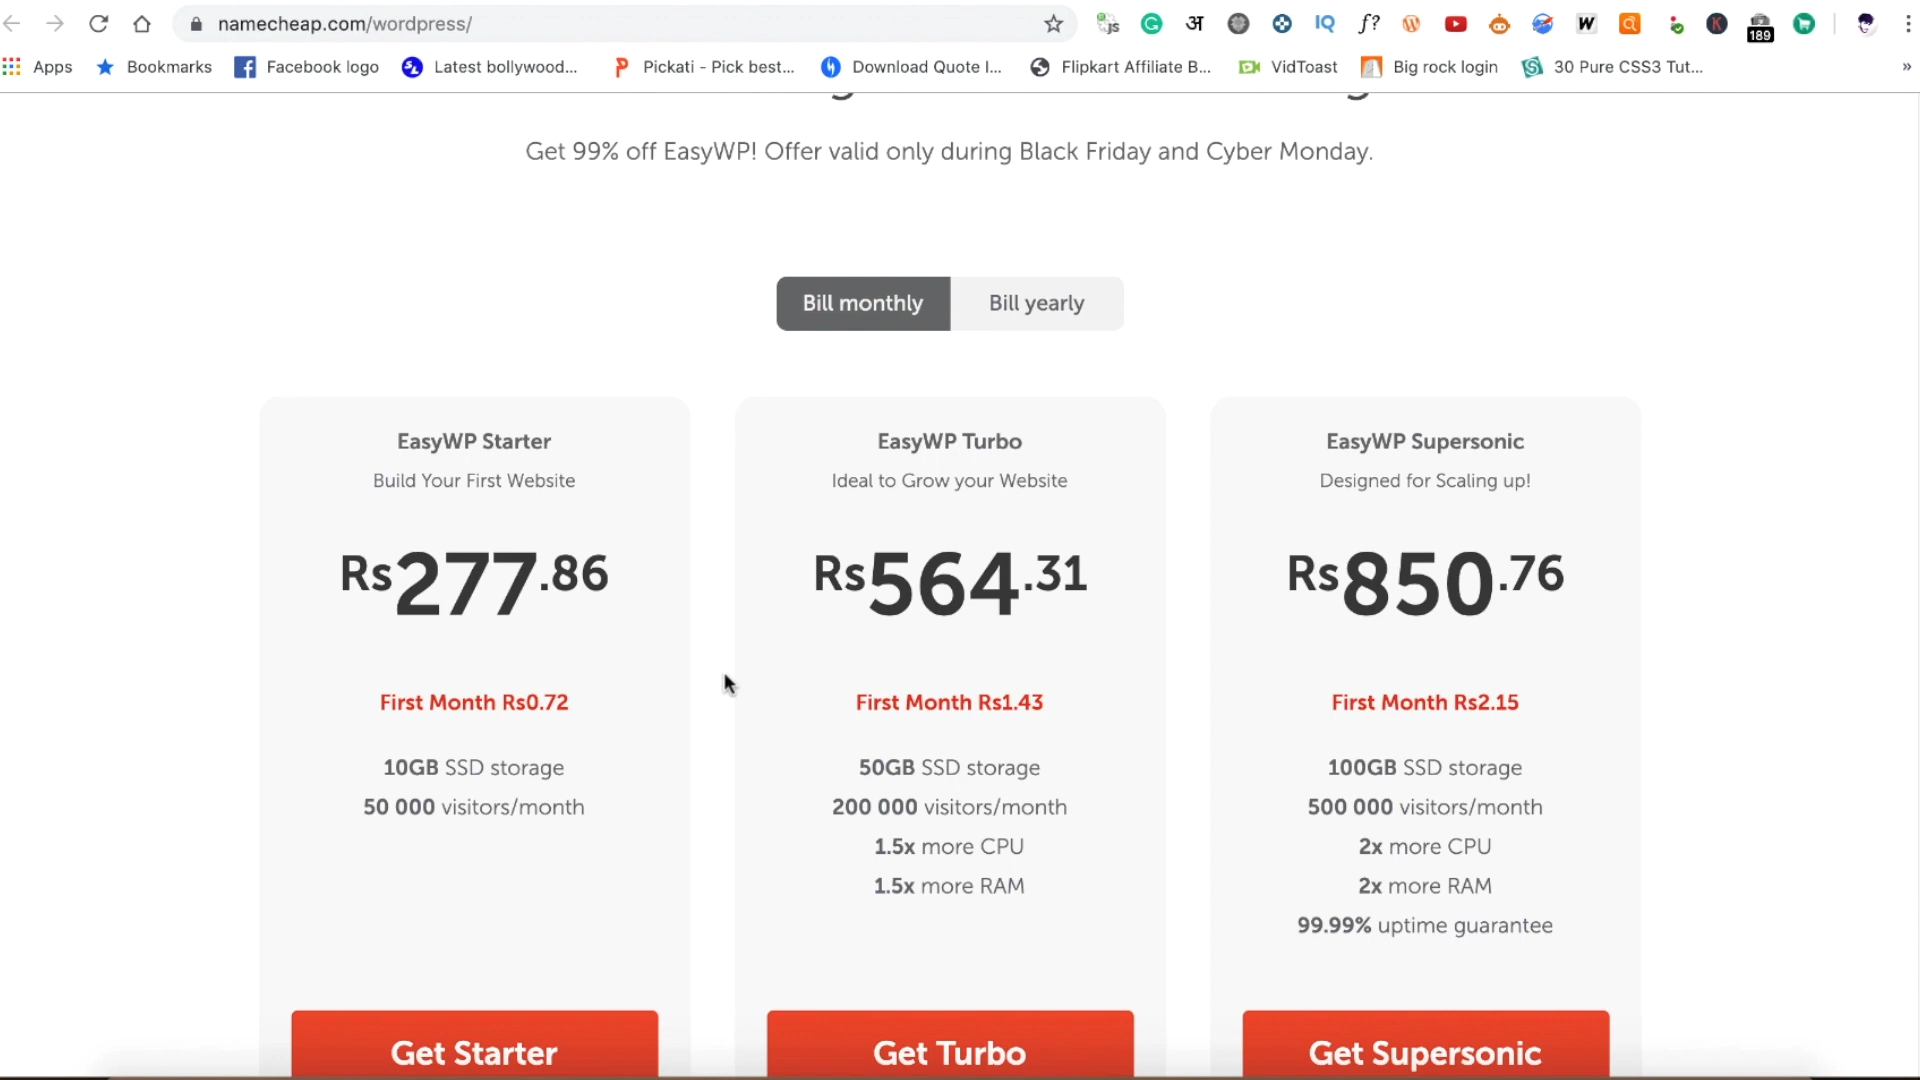 namecheap.com/wordpress/
189
Apps
Bookmarks
Facebook logo
Latest bollywood...
Pickati - Pick best...
Download Quote I...
Flipkart Affiliate B...
VidToast
Big rock login
30 Pure CSS3 Tut...
»
Get 99% off EasyWP! Offer valid only during Black Friday and Cyber Monday.
Bill monthly
Bill yearly
EasyWP Starter
Build Your First Website
Rs277.86
First Month Rs0.72
10GB SSD storage
50 000 visitors/month
Get Starter
EasyWP Turbo
Ideal to Grow your Website
Rs564.31
First Month Rs1.43
50GB SSD storage
200 000 visitors/month
1.5x more CPU
1.5x more RAM
Get Turbo
EasyWP Supersonic
Designed for Scaling up!
Rs850.76
First Month Rs2.15
100GB SSD storage
500 000 visitors/month
2x more CPU
2x more RAM
99.99% uptime guarantee
Get Supersonic